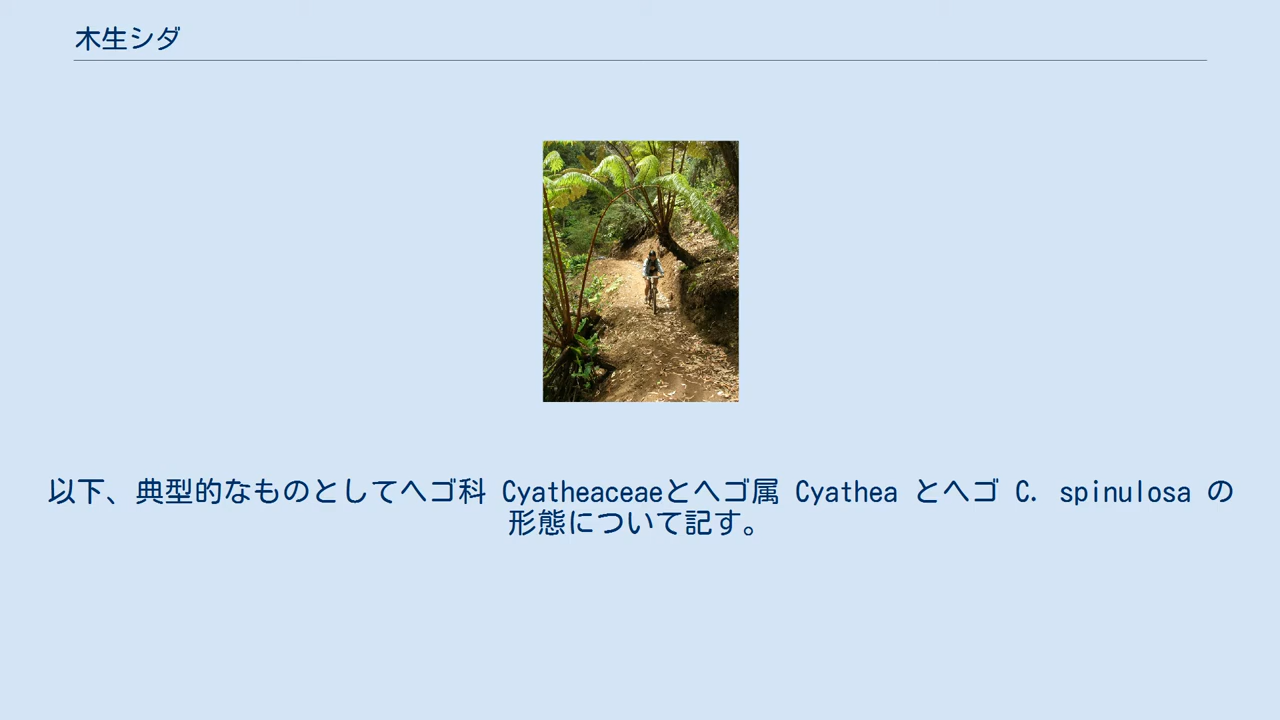 木生シダ
以下、典型的なものとしてヘゴ科 Cyatheaceaeとヘゴ属 Cyathea とヘゴ C. spinulosa の
形態について記す。